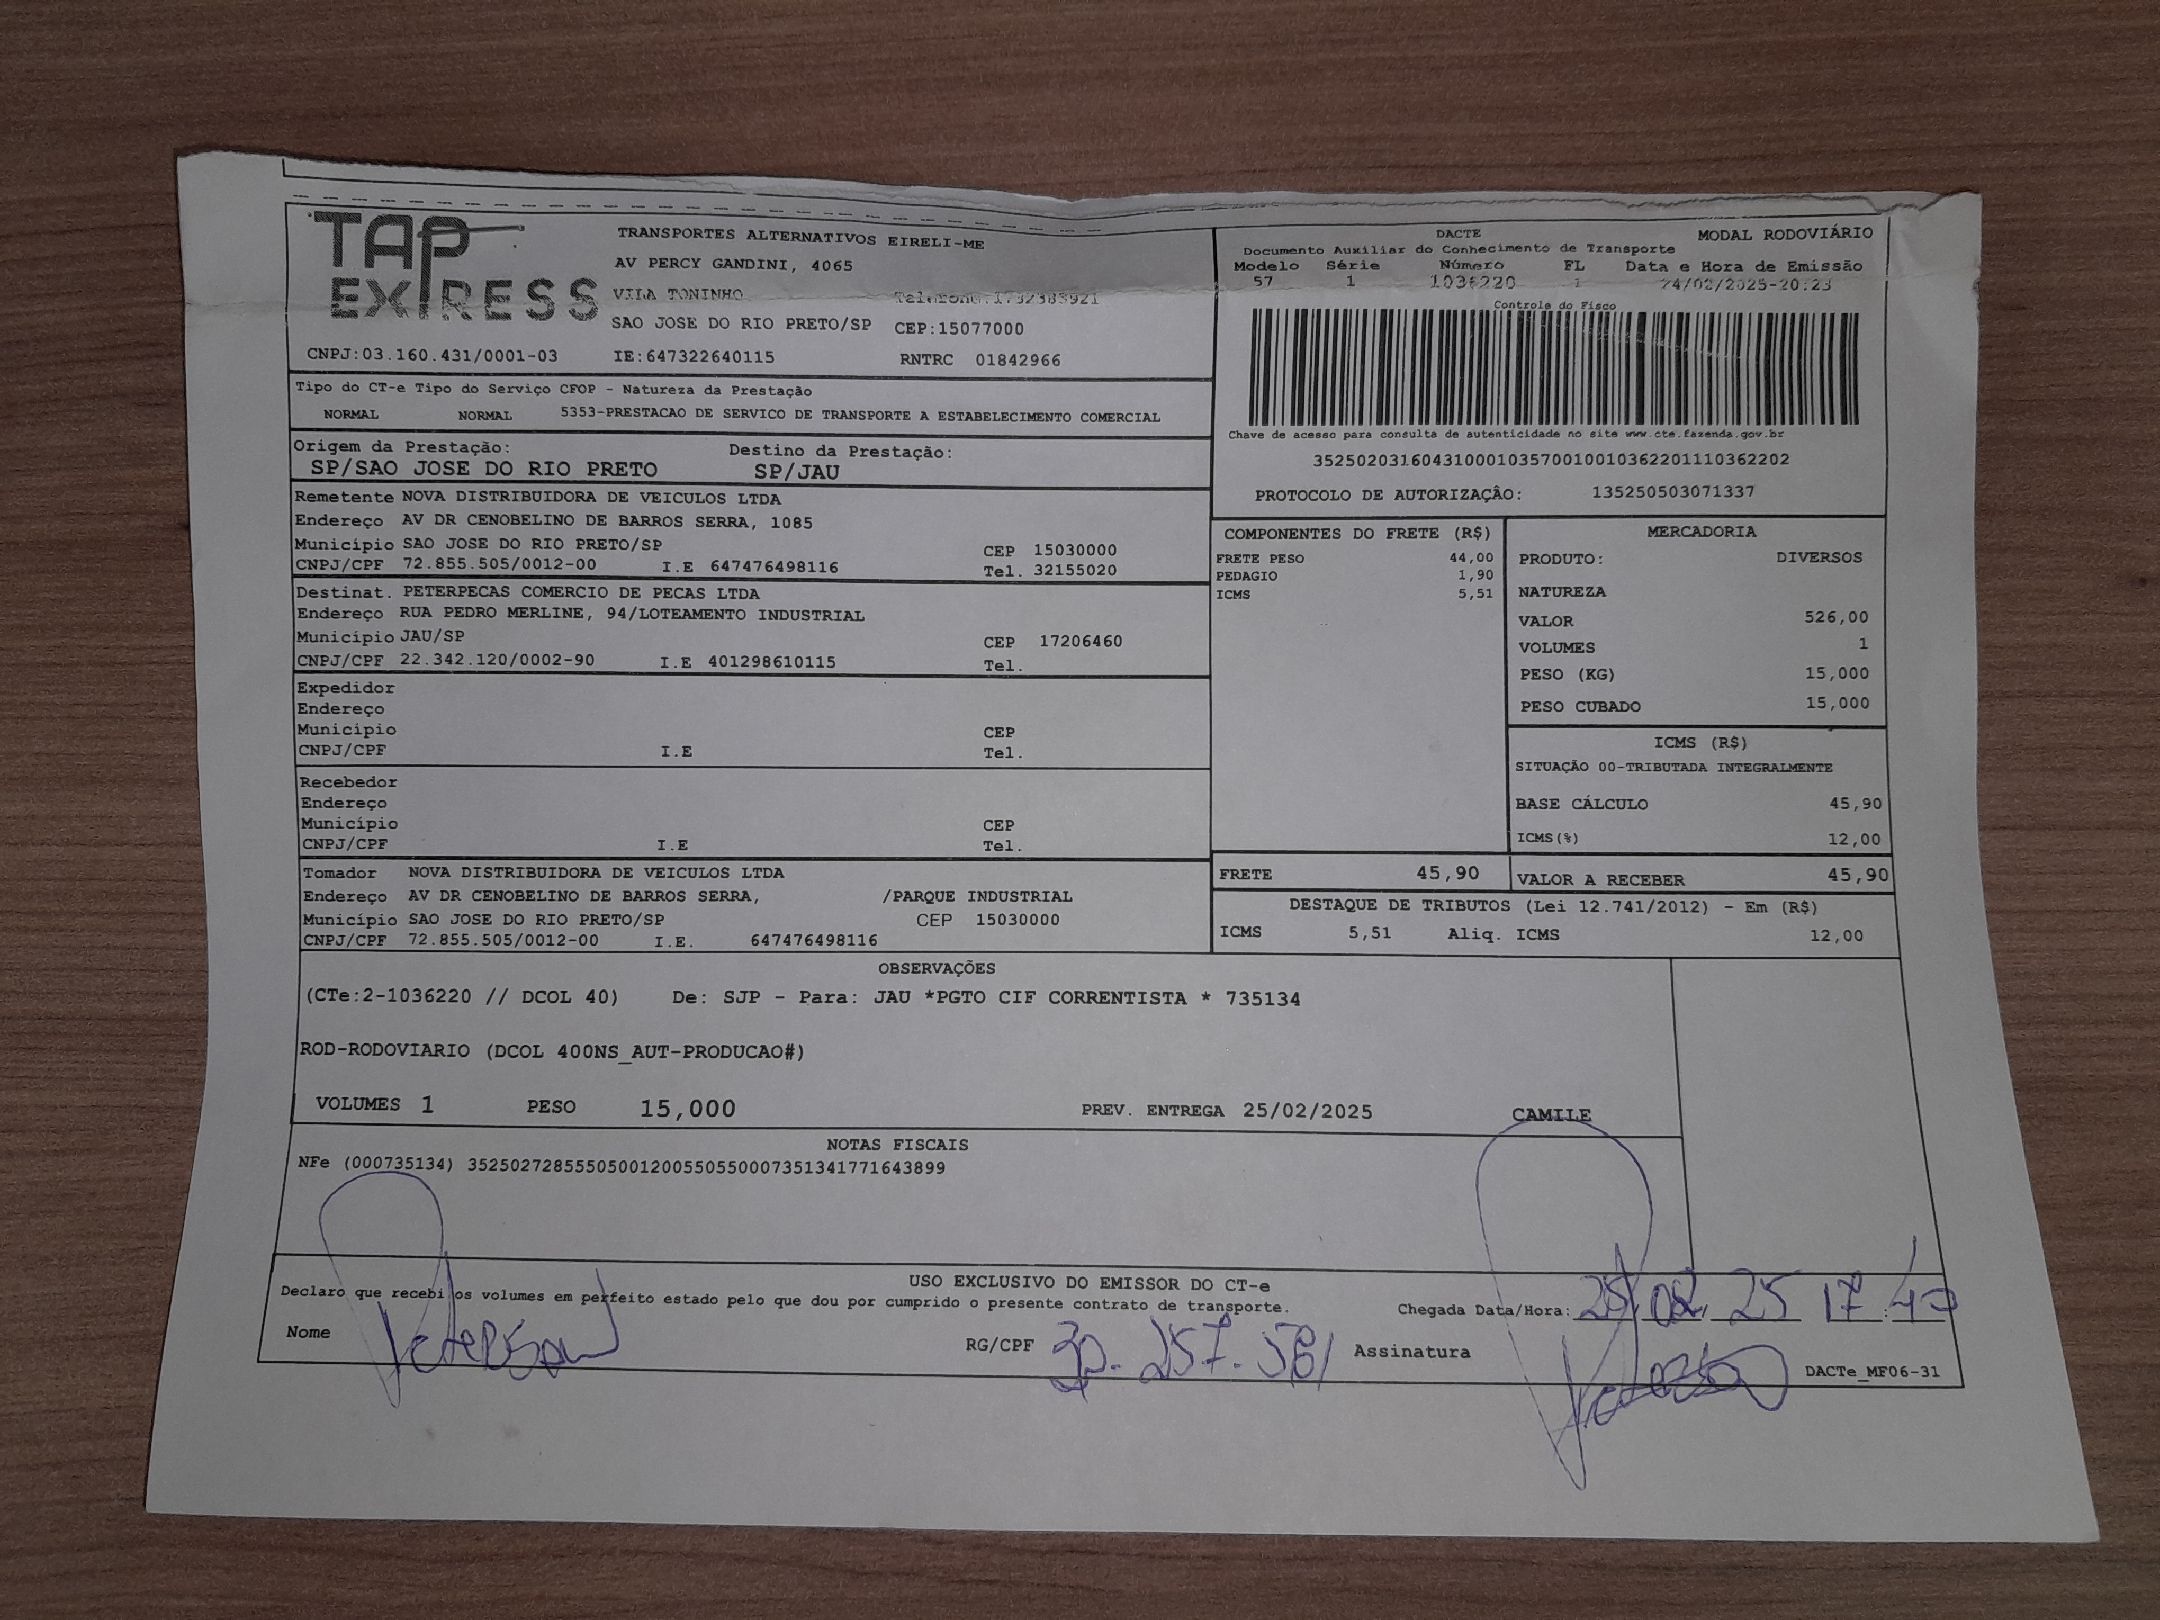 TAP
EXPRESS
TRANSPORTES ALTERNATIVOS EIRELI-ME
AV PERCY GANDINI, 4065
VILA TONINHO
SAO JOSE DO RIO PRETO/SP CEP:15077000
CNPJ:03.160.431/0001-03 IE:647322640115 RNTRC 01842966
DACTE MODAL RODOVIÁRIO
Documento Auxiliar do Conhecimento de Transporte
Modelo Série Número FL Data e Hora de Emissão
57 1 1036220 1 24/02/2025-20:23
Controle do Fisco
Chave de acesso para consulta de autenticidade no site www.cte.fazenda.gov.br
35250203160431000103570010010362201110362202
PROTOCOLO DE AUTORIZAÇÂO: 135250503071337
Tipo do CT-e Tipo do Serviço CFOP - Natureza da Prestação
NORMAL NORMAL 5353-PRESTACAO DE SERVICO DE TRANSPORTE A ESTABELECIMENTO COMERCIAL
Origem da Prestação: Destino da Prestação:
SP/SAO JOSE DO RIO PRETO SP/JAU
Remetente NOVA DISTRIBUIDORA DE VEICULOS LTDA
Endereço AV DR CENOBELINO DE BARROS SERRA, 1085
Município SAO JOSE DO RIO PRETO/SP CEP 15030000
CNPJ/CPF 72.855.505/0012-00 I.E 647476498116 Tel. 32155020
Destinat. PETERPECAS COMERCIO DE PECAS LTDA
Endereço RUA PEDRO MERLINE, 94/LOTEAMENTO INDUSTRIAL
Município JAU/SP CEP 17206460
CNPJ/CPF 22.342.120/0002-90 I.E 401298610115 Tel.
Expedidor
Endereço
Município CEP
CNPJ/CPF I.E Tel.
Recebedor
Endereço
Município CEP
CNPJ/CPF I.E Tel.
Tomador NOVA DISTRIBUIDORA DE VEICULOS LTDA
Endereço AV DR CENOBELINO DE BARROS SERRA, /PARQUE INDUSTRIAL
Município SAO JOSE DO RIO PRETO/SP CEP 15030000
CNPJ/CPF 72.855.505/0012-00 I.E. 647476498116
COMPONENTES DO FRETE (R$)
FRETE PESO 44,00
PEDAGIO 1,90
ICMS 5,51
MERCADORIA
PRODUTO: DIVERSOS
NATUREZA
VALOR 526,00
VOLUMES 1
PESO (KG) 15,000
PESO CUBADO 15,000
ICMS (R$)
SITUAÇÃO 00-TRIBUTADA INTEGRALMENTE
BASE CÁLCULO 45,90
ICMS(%) 12,00
FRETE 45,90 VALOR A RECEBER 45,90
DESTAQUE DE TRIBUTOS (Lei 12.741/2012) - Em (R$)
ICMS 5,51 Aliq. ICMS 12,00
OBSERVAÇÕES
(CTe:2-1036220 // DCOL 40) De: SJP - Para: JAU *PGTO CIF CORRENTISTA * 735134
ROD-RODOVIARIO (DCOL 400NS_AUT-PRODUCAO#)
VOLUMES 1 PESO 15,000 PREV. ENTREGA 25/02/2025 CAMILE
NOTAS FISCAIS
NFe (000735134) 35250272855505001200550550007351341771643899
USO EXCLUSIVO DO EMISSOR DO CT-e
Declaro que recebi os volumes em perfeito estado pelo que dou por cumprido o presente contrato de transporte.
Chegada Data/Hora: 25 02 25 17:40
Nome Peterson RG/CPF 30.257.561 Assinatura
DACTe_MF06-31